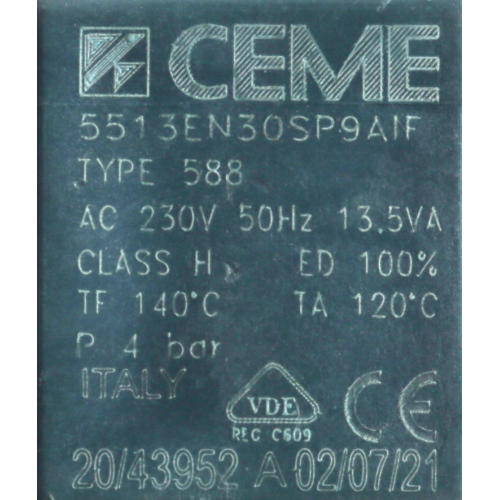 CEME
5513EN30SP9AIF
TYPE 588
AC 230V 50Hz 13.5VA
CLASS H ED 100%
TF 140°C TA 120°C
P 4 bar
ITALY
VDE
REG C609
CE
20/43952 A 02/07/21